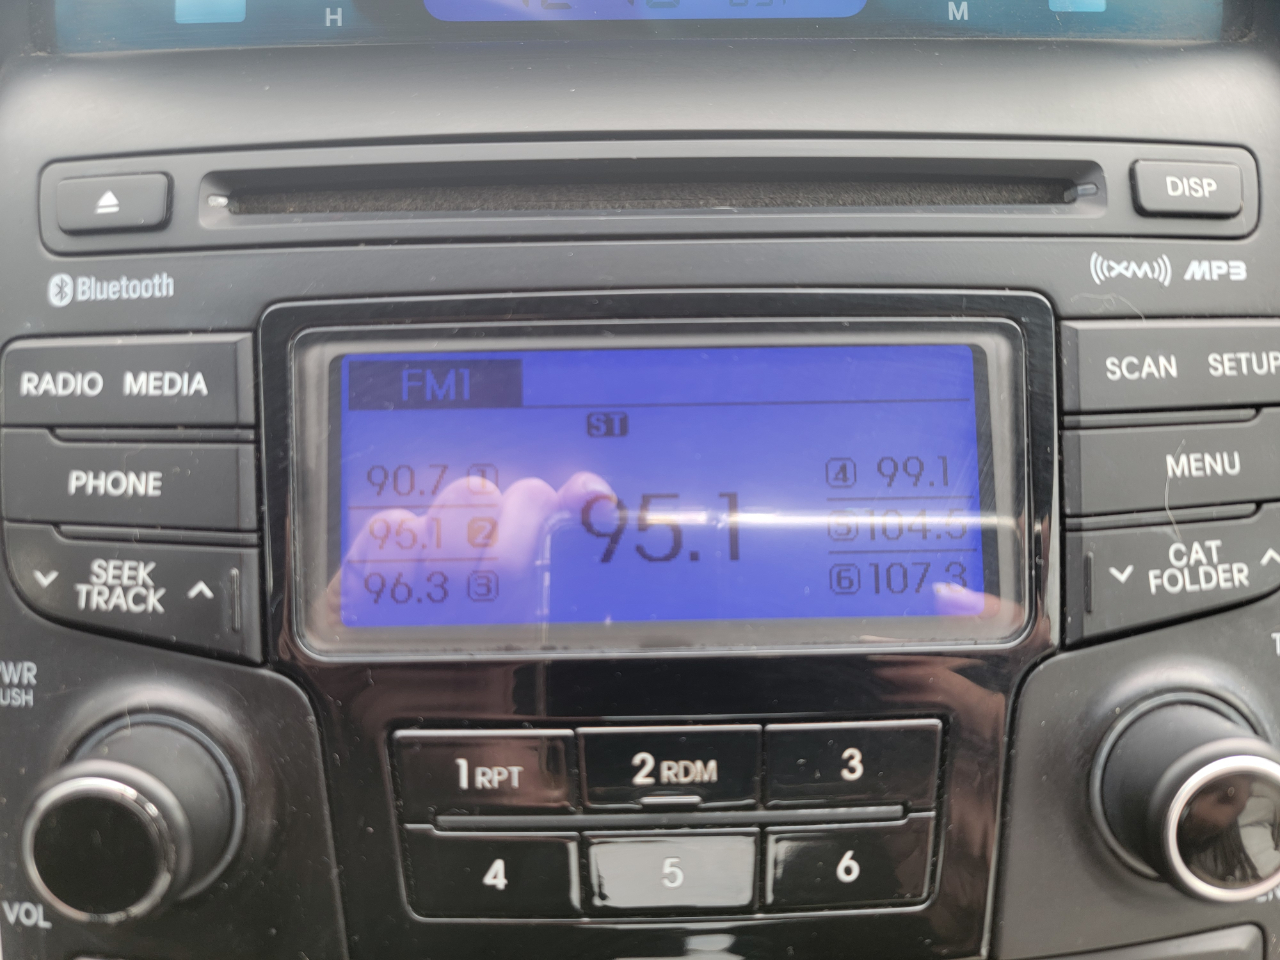 H
M
DISP
Bluetooth
((XM)) MP3
RADIO MEDIA
SCAN SETUP
PHONE
MENU
SEEK
TRACK
CAT
FOLDER
FM1
ST
90.7 1
95.1 2
96.3 3
95.1
4 99.1
5 104.5
6 107.3
PWR
VOL
1 RPT
2 RDM
3
4
5
6